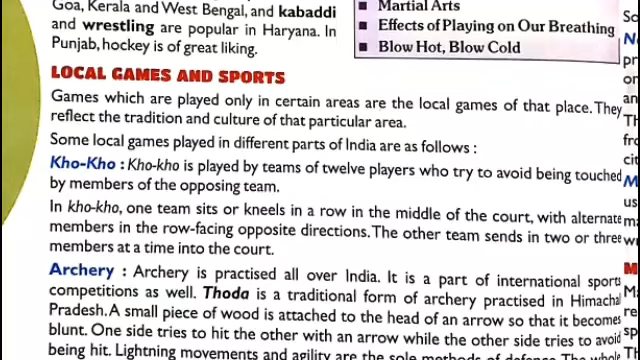 Goa, Kerala and West Bengal, and kabaddi
and wrestling are popular in Haryana. In
Punjab, hockey is of great liking.
■ Martial Arts
■ Effects of Playing on Our Breathing
■ Blow Hot, Blow Cold
LOCAL GAMES AND SPORTS
Games which are played only in certain areas are the local games of that place. They
reflect the tradition and culture of that particular area.
Some local games played in different parts of India are as follows :
Kho-Kho : Kho-kho is played by teams of twelve players who try to avoid being touched
by members of the opposing team.
In kho-kho, one team sits or kneels in a row in the middle of the court, with alternate
members in the row-facing opposite directions. The other team sends in two or three
members at a time into the court.
Archery : Archery is practised all over India. It is a part of international sports
competitions as well. Thoda is a traditional form of archery practised in Himachal
Pradesh. A small piece of wood is attached to the head of an arrow so that it becomes
blunt. One side tries to hit the other with an arrow while the other side tries to avoid
being hit. Lightning movements and agility are the sole methods of defence. The whole